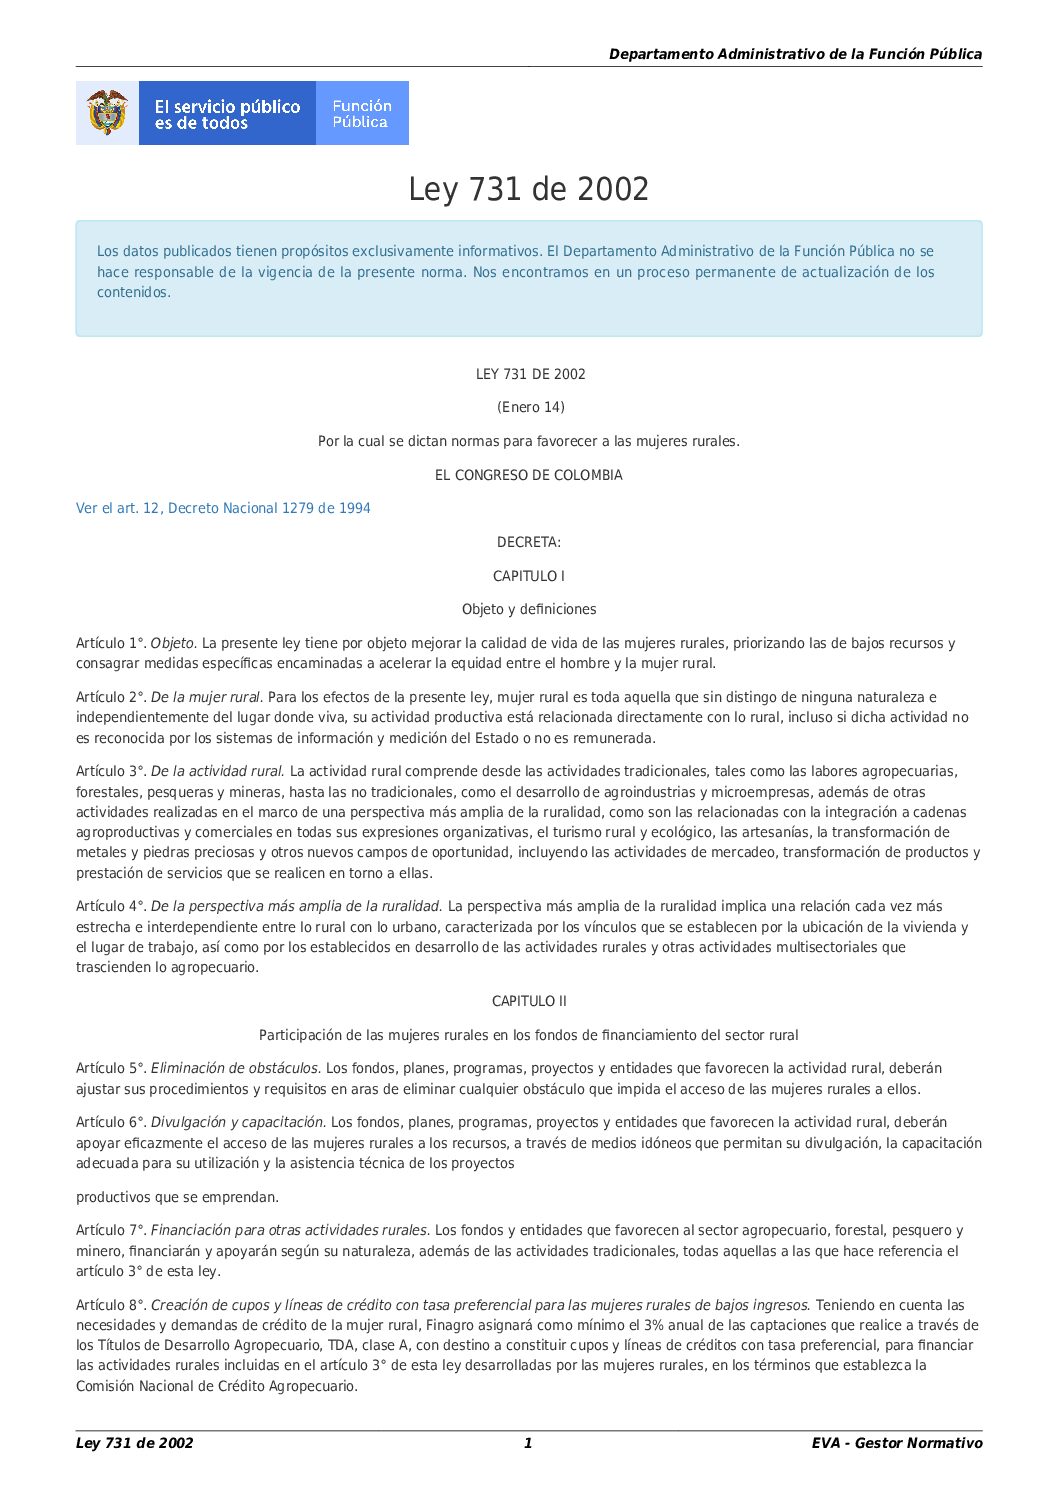 Departamento Administrativo de la Función Pública
El servicio público
es de todos
Función
Pública
Ley 731 de 2002
Los datos publicados tienen propósitos exclusivamente informativos. El Departamento Administrativo de la Función Pública no se
hace responsable de la vigencia de la presente norma. Nos encontramos en un proceso permanente de actualización de los
contenidos.
LEY 731 DE 2002
(Enero 14)
Por la cual se dictan normas para favorecer a las mujeres rurales.
EL CONGRESO DE COLOMBIA
Ver el art. 12, Decreto Nacional 1279 de 1994
DECRETA:
CAPITULO I
Objeto y definiciones
Artículo 1°. Objeto. La presente ley tiene por objeto mejorar la calidad de vida de las mujeres rurales, priorizando las de bajos recursos y
consagrar medidas específicas encaminadas a acelerar la equidad entre el hombre y la mujer rural.
Artículo 2°. De la mujer rural. Para los efectos de la presente ley, mujer rural es toda aquella que sin distingo de ninguna naturaleza e
independientemente del lugar donde viva, su actividad productiva está relacionada directamente con lo rural, incluso si dicha actividad no
es reconocida por los sistemas de información y medición del Estado o no es remunerada.
Artículo 3°. De la actividad rural. La actividad rural comprende desde las actividades tradicionales, tales como las labores agropecuarias,
forestales, pesqueras y mineras, hasta las no tradicionales, como el desarrollo de agroindustrias y microempresas, además de otras
actividades realizadas en el marco de una perspectiva más amplia de la ruralidad, como son las relacionadas con la integración a cadenas
agroproductivas y comerciales en todas sus expresiones organizativas, el turismo rural y ecológico, las artesanías, la transformación de
metales y piedras preciosas y otros nuevos campos de oportunidad, incluyendo las actividades de mercadeo, transformación de productos y
prestación de servicios que se realicen en torno a ellas.
Artículo 4°. De la perspectiva más amplia de la ruralidad. La perspectiva más amplia de la ruralidad implica una relación cada vez más
estrecha e interdependiente entre lo rural con lo urbano, caracterizada por los vínculos que se establecen por la ubicación de la vivienda y
el lugar de trabajo, así como por los establecidos en desarrollo de las actividades rurales y otras actividades multisectoriales que
trascienden lo agropecuario.
CAPITULO II
Participación de las mujeres rurales en los fondos de financiamiento del sector rural
Artículo 5°. Eliminación de obstáculos. Los fondos, planes, programas, proyectos y entidades que favorecen la actividad rural, deberán
ajustar sus procedimientos y requisitos en aras de eliminar cualquier obstáculo que impida el acceso de las mujeres rurales a ellos.
Artículo 6°. Divulgación y capacitación. Los fondos, planes, programas, proyectos y entidades que favorecen la actividad rural, deberán
apoyar eficazmente el acceso de las mujeres rurales a los recursos, a través de medios idóneos que permitan su divulgación, la capacitación
adecuada para su utilización y la asistencia técnica de los proyectos
productivos que se emprendan.
Artículo 7°. Financiación para otras actividades rurales. Los fondos y entidades que favorecen al sector agropecuario, forestal, pesquero y
minero, financiarán y apoyarán según su naturaleza, además de las actividades tradicionales, todas aquellas a las que hace referencia el
artículo 3° de esta ley.
Artículo 8°. Creación de cupos y líneas de crédito con tasa preferencial para las mujeres rurales de bajos ingresos. Teniendo en cuenta las
necesidades y demandas de crédito de la mujer rural, Finagro asignará como mínimo el 3% anual de las captaciones que realice a través de
los Títulos de Desarrollo Agropecuario, TDA, clase A, con destino a constituir cupos y líneas de créditos con tasa preferencial, para financiar
las actividades rurales incluidas en el artículo 3° de esta ley desarrolladas por las mujeres rurales, en los términos que establezca la
Comisión Nacional de Crédito Agropecuario.
Ley 731 de 2002
1
EVA - Gestor Normativo